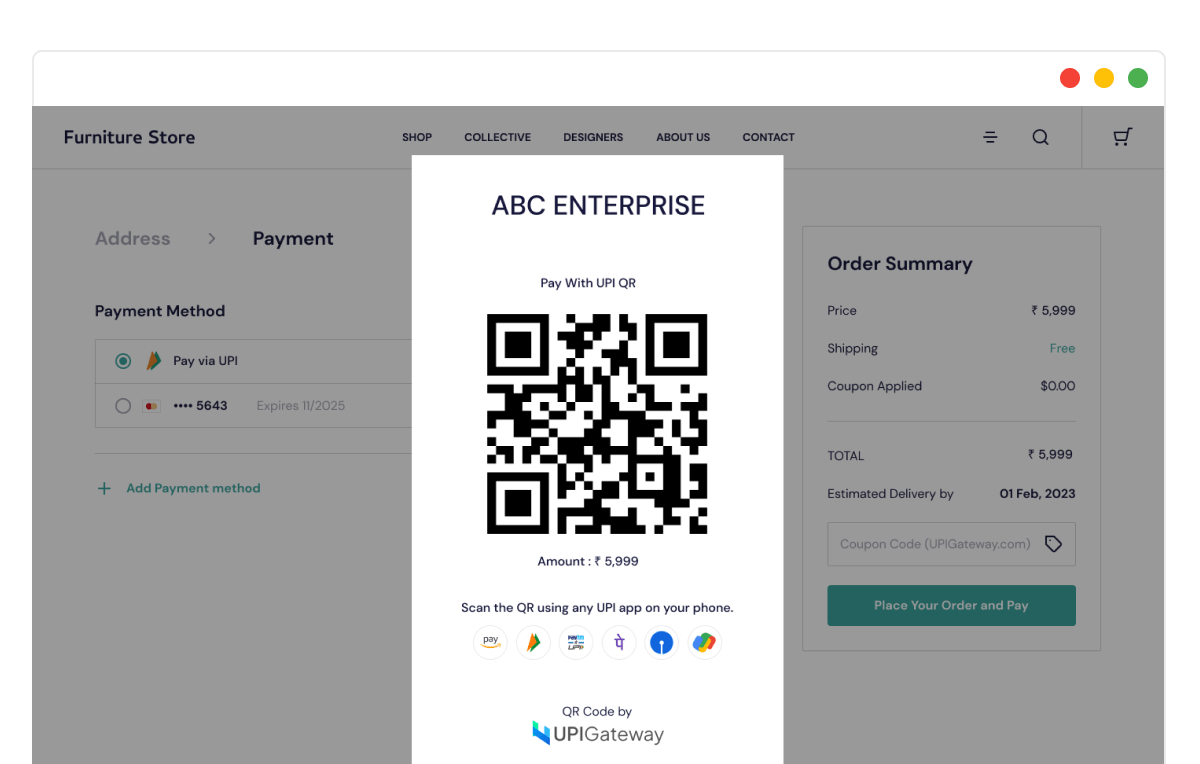 Furniture Store
SHOP COLLECTIVE DESIGNERS ABOUT US CONTACT
Address > Payment
Payment Method
Pay via UPI
•••• 5643 Expires 11/2025
+ Add Payment method
ABC ENTERPRISE
Pay With UPI QR
Amount : ₹ 5,999
Scan the QR using any UPI app on your phone.
pay
पे
QR Code by
UPIGateway
Order Summary
Price ₹ 5,999
Shipping Free
Coupon Applied $0.00
TOTAL ₹ 5,999
Estimated Delivery by 01 Feb, 2023
Coupon Code (UPIGateway.com)
Place Your Order and Pay